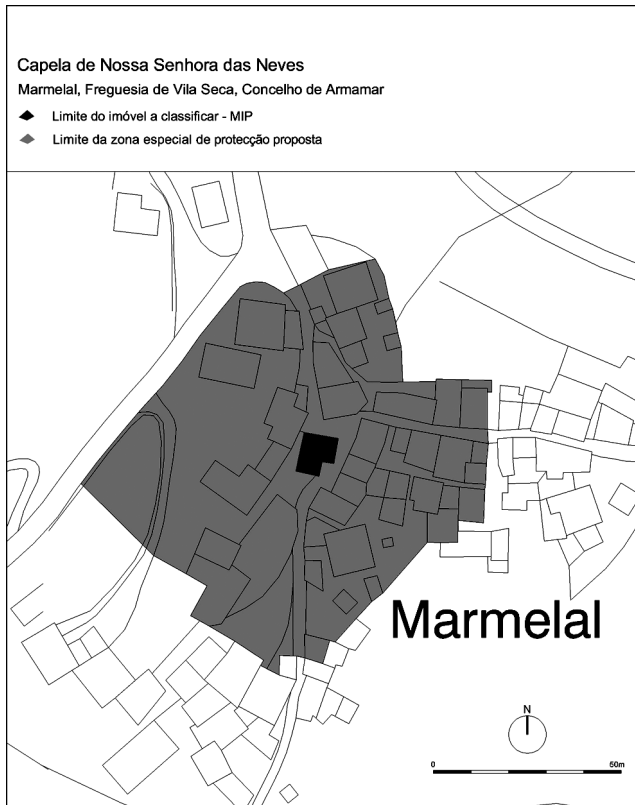 Capela de Nossa Senhora das Neves
Marmelal, Freguesia de Vila Seca, Concelho de Armamar
Limite do imóvel a classificar - MIP
Limite da zona especial de protecção proposta
Marmelal
N
0 50m